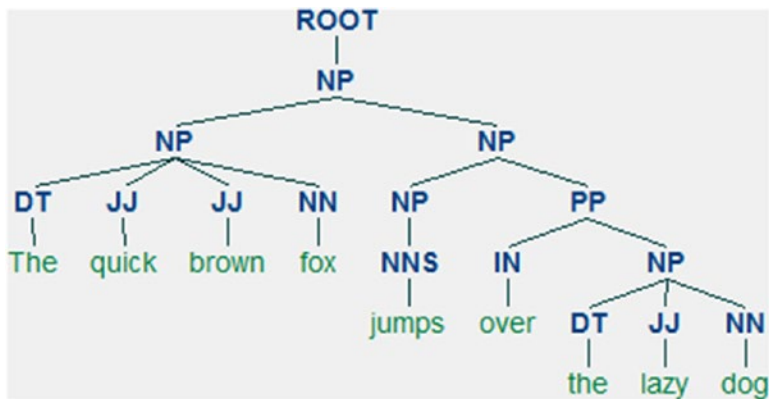 ROOT
NP
NP NP
DT JJ JJ NN NP PP
The quick brown fox NNS IN NP
jumps over DT JJ NN
the lazy dog